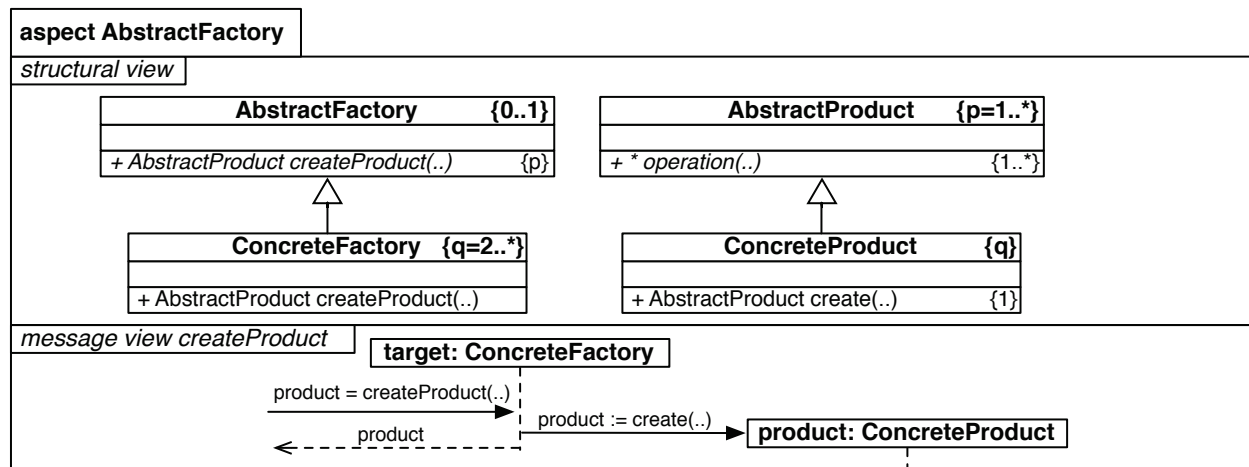 aspect AbstractFactory
structural view
AbstractFactory {0..1}
+ AbstractProduct createProduct(..) {p}
AbstractProduct {p=1..*}
+ * operation(..) {1..*}
ConcreteFactory {q=2..*}
+ AbstractProduct createProduct(..)
ConcreteProduct {q}
+ AbstractProduct create(..) {1}
message view createProduct
target: ConcreteFactory
product = createProduct(..)
product := create(..)
product
product: ConcreteProduct